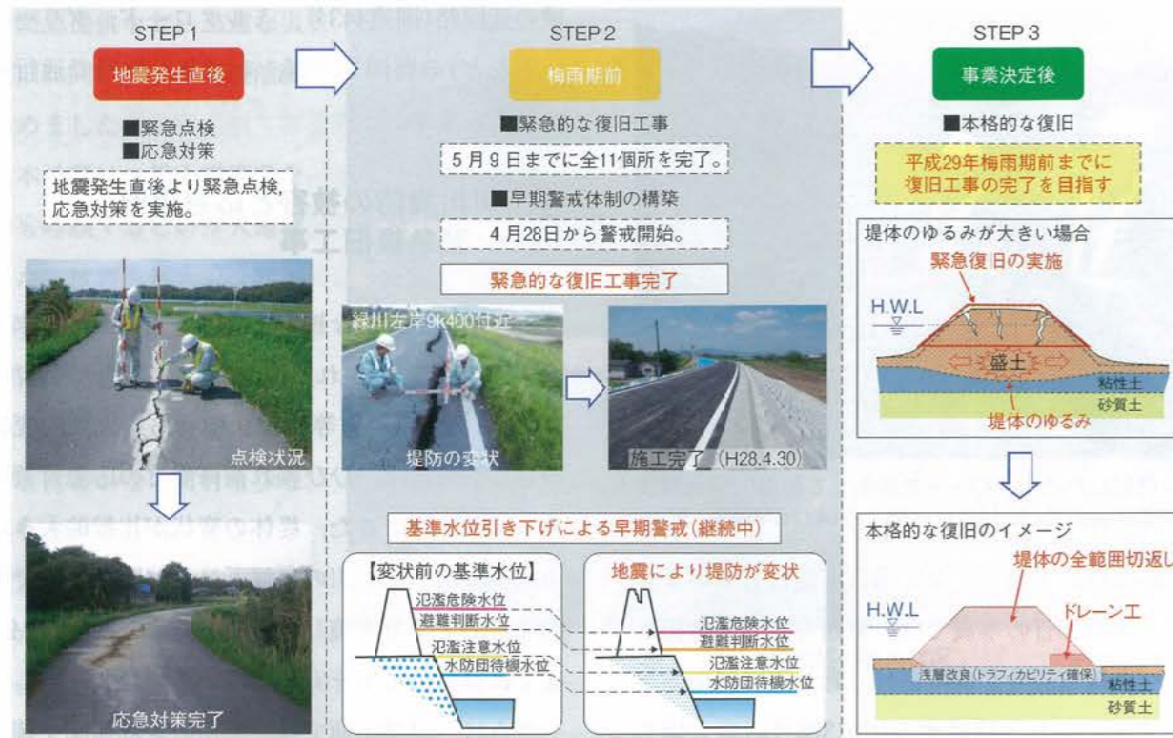 STEP 1
地震発生直後
■緊急点検
■応急対策
地震発生直後より緊急点検,
応急対策を実施。
点検状況
応急対策完了
STEP 2
梅雨期前
■緊急的な復旧工事
5月9日までに全11個所を完了。
■早期警戒体制の構築
4月28日から警戒開始。
緊急的な復旧工事完了
緑川左岸9k400付近
堤防の変状
施工完了（H28.4.30）
基準水位引き下げによる早期警戒(継続中)
【変状前の基準水位】
氾濫危険水位
避難判断水位
氾濫注意水位
水防団待機水位
地震により堤防が変状
氾濫危険水位
避難判断水位
氾濫注意水位
水防団待機水位
STEP 3
事業決定後
■本格的な復旧
平成29年梅雨期前までに
復旧工事の完了を目指す
堤体のゆるみが大きい場合
緊急復旧の実施
H.W.L
盛土
粘性土
砂質土
堤体のゆるみ
本格的な復旧のイメージ
堤体の全範囲切返し
H.W.L
ドレーン工
浅層改良(トラフィカビリティ確保)
粘性土
砂質土